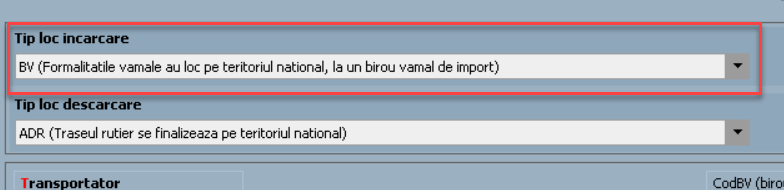 Tip loc incarcare
BV (Formalitatile vamale au loc pe teritoriul national, la un birou vamal de import)
Tip loc descarcare
ADR (Traseul rutier se finalizeaza pe teritoriul national)
Transportator
CodBV (birou